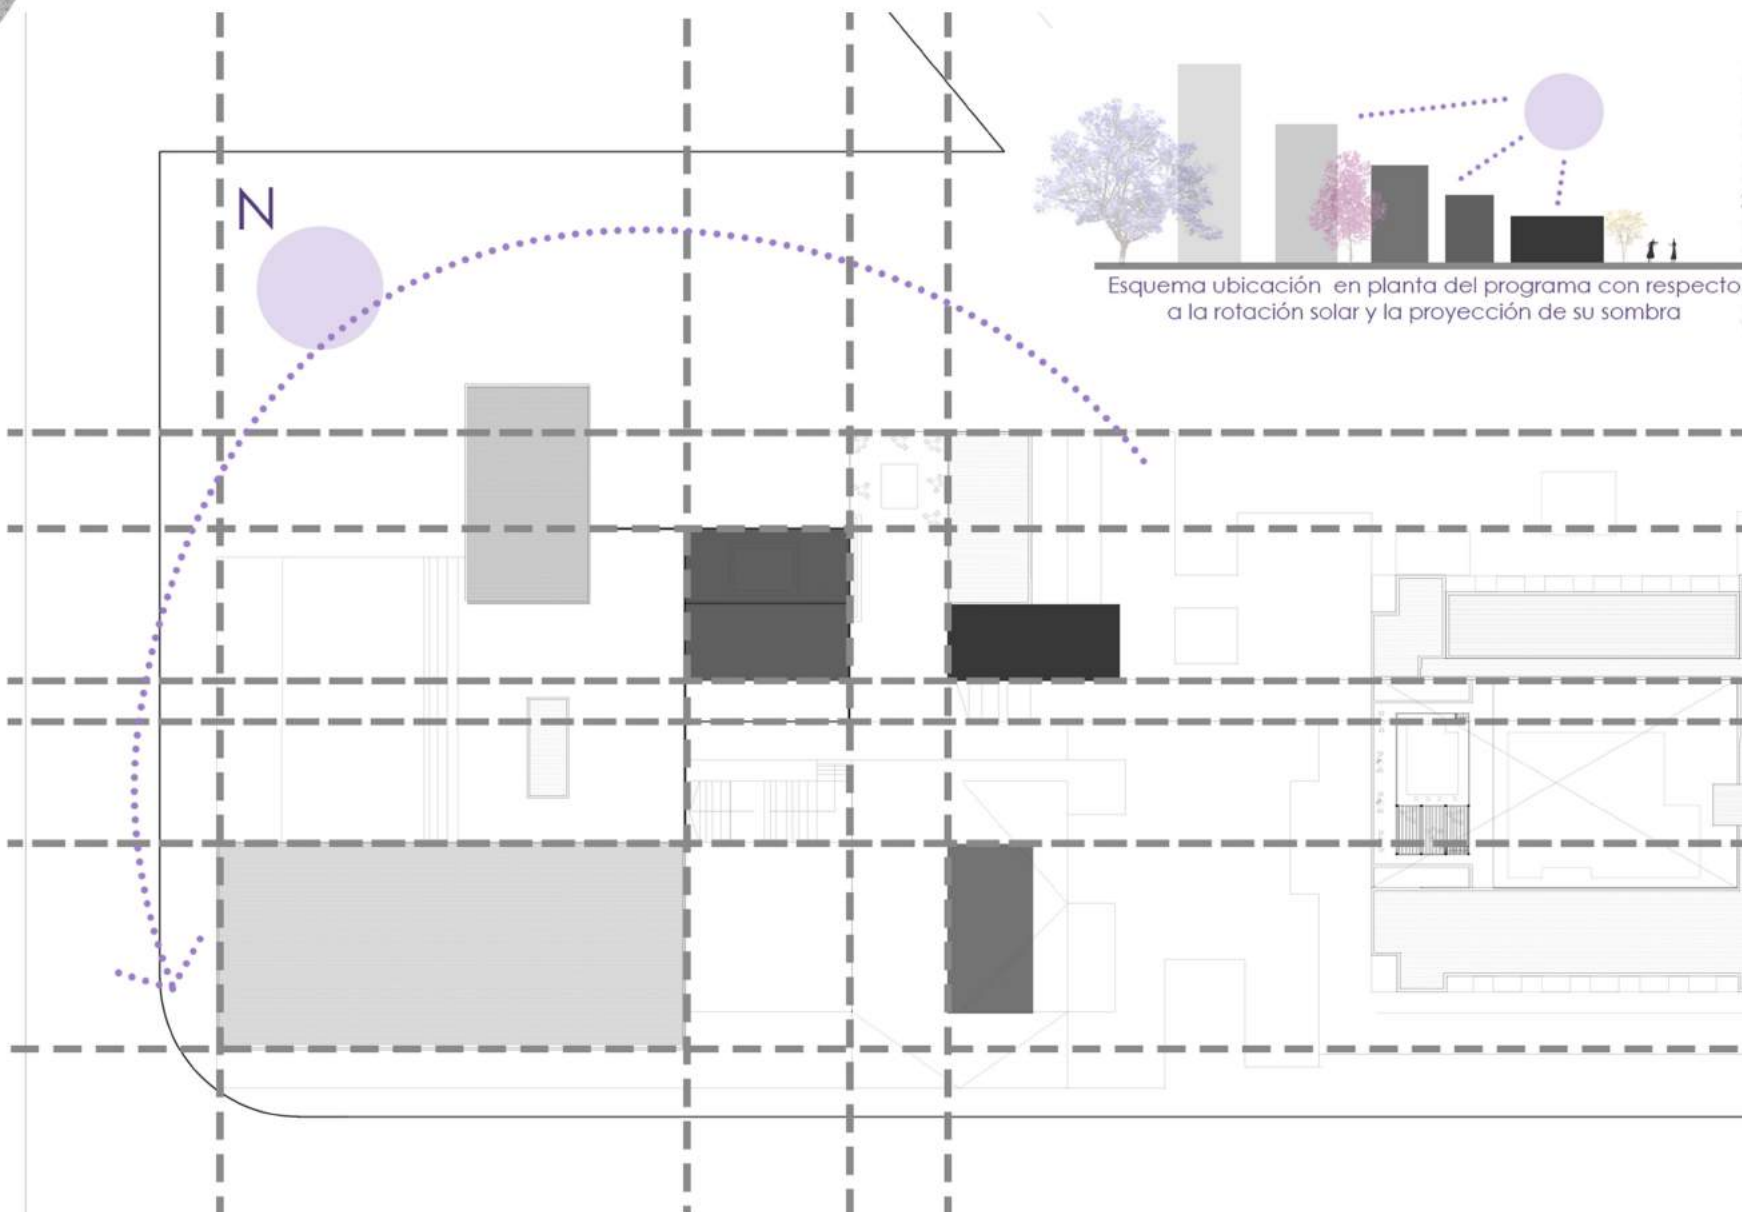 N
Esquema ubicación en planta del programa con respecto
a la rotación solar y la proyección de su sombra